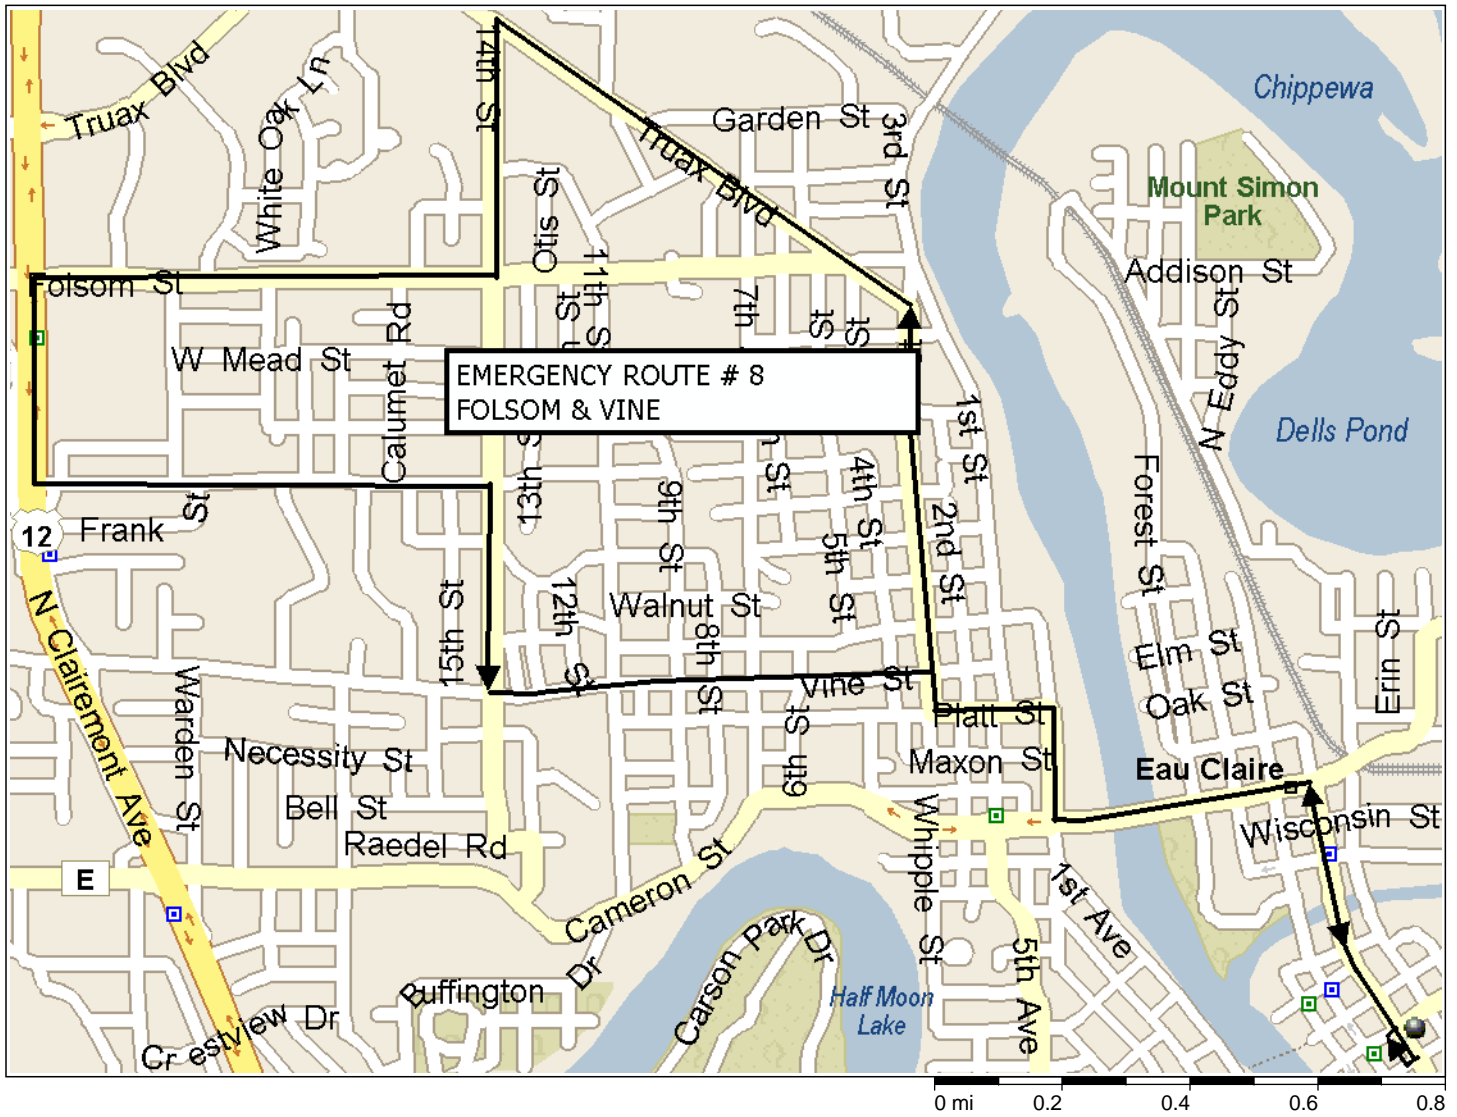 14th St
Truax Blvd
White Oak Ln
Garden St
3rd St
Chippewa
Truax Blvd
Mount Simon
Park
Otis St
11th S
Folsom St
Addison St
7th
St
St
St
N Eddy St
W Mead St
Calumet Rd
EMERGENCY ROUTE # 8
FOLSOM & VINE
1st St
Dells Pond
13th S
St
4th St
9th St
Forest St
2nd St
12
Frank
St
5th St
N Clairemont Ave
15th St
12th St
Walnut St
8th St
Erin St
Elm St
Vine St
Oak St
Warden St
Platt St
6th St
Necessity St
Maxon St
Eau Claire
Bell St
Wisconsin St
Raedel Rd
Whipple St
E
Cameron St
1st Ave
Carson Park Dr
5th Ave
Buffington Dr
Half Moon
Lake
Crestview Dr
0 mi 0.2 0.4 0.6 0.8